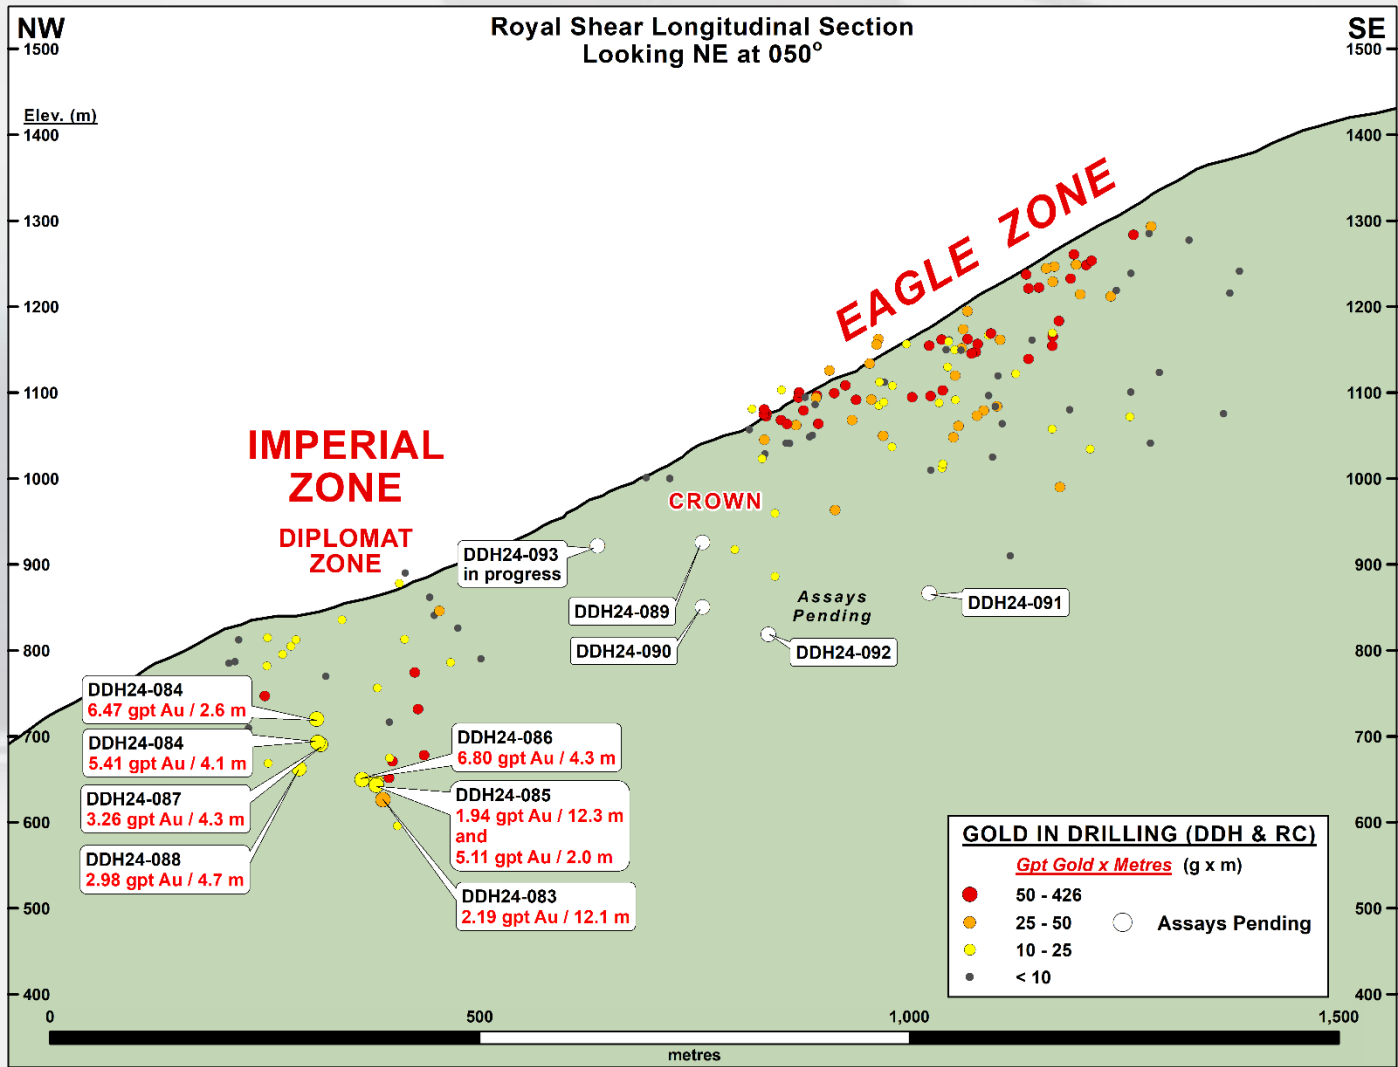 NW
Royal Shear Longitudinal Section
SE
Looking NE at 050°
1500
1500
Elev. (m)
1400
1400
1300
1300
EAGLE ZONE
1200
1200
1100
1100
IMPERIAL
ZONE
1000
1000
CROWN
DIPLOMAT
ZONE
DDH24-093
in progress
900
900
Assays
Pending
DDH24-089
DDH24-091
DDH24-090
DDH24-092
800
800
DDH24-084
6.47 gpt Au / 2.6 m
700
700
DDH24-084
5.41 gpt Au / 4.1 m
DDH24-086
6.80 gpt Au / 4.3 m
DDH24-087
3.26 gpt Au / 4.3 m
DDH24-085
1.94 gpt Au / 12.3 m
and
5.11 gpt Au / 2.0 m
600
600
DDH24-088
2.98 gpt Au / 4.7 m
DDH24-083
2.19 gpt Au / 12.1 m
500
500
GOLD IN DRILLING (DDH & RC)
Gpt Gold x Metres (g x m)
50 - 426
25 - 50
Assays Pending
10 - 25
< 10
400
400
0
500
1,000
1,500
metres